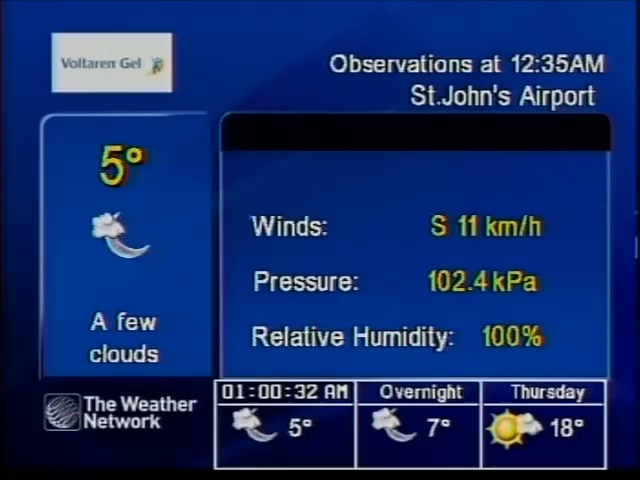 Voltaren Gel
Observations at 12:35AM
St.John's Airport
5°
A few
clouds
Winds: S 11 km/h
Pressure: 102.4 kPa
Relative Humidity: 100%
The Weather
Network
01:00:32 AM Overnight Thursday
5° 7° 18°